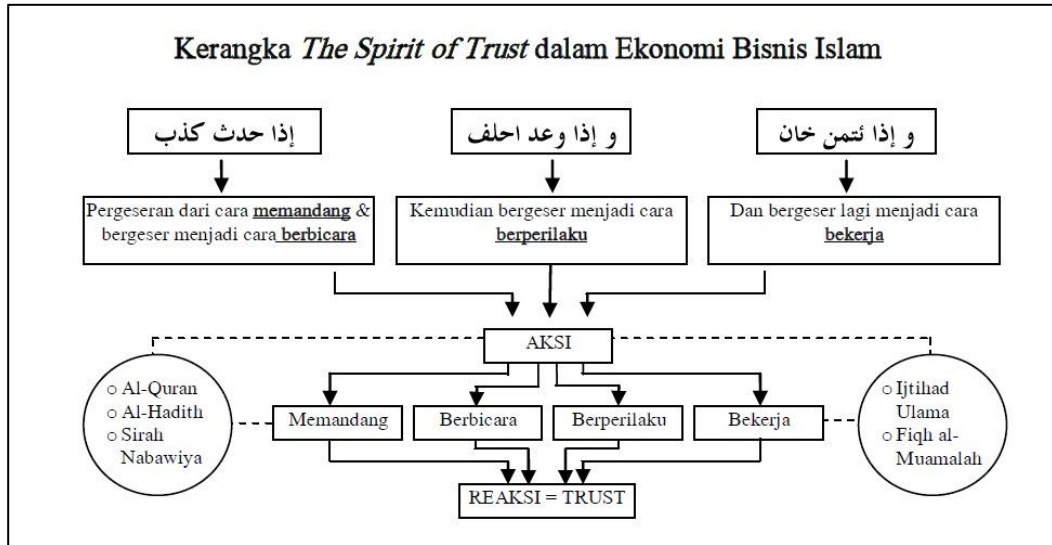 Kerangka The Spirit of Trust dalam Ekonomi Bisnis Islam
إذا حدث كذب
و إذا وعد احلف
و إذا ئتمن خان
Pergeseran dari cara memandang &
bergeser menjadi cara berbicara
Kemudian bergeser menjadi cara
berperilaku
Dan bergeser lagi menjadi cara
bekerja
AKSI
Al-Quran
Al-Hadith
Sirah
Nabawiya
Memandang
Berbicara
Berperilaku
Bekerja
Ijtihad
Ulama
Fiqh al-
Muamalah
REAKSI = TRUST